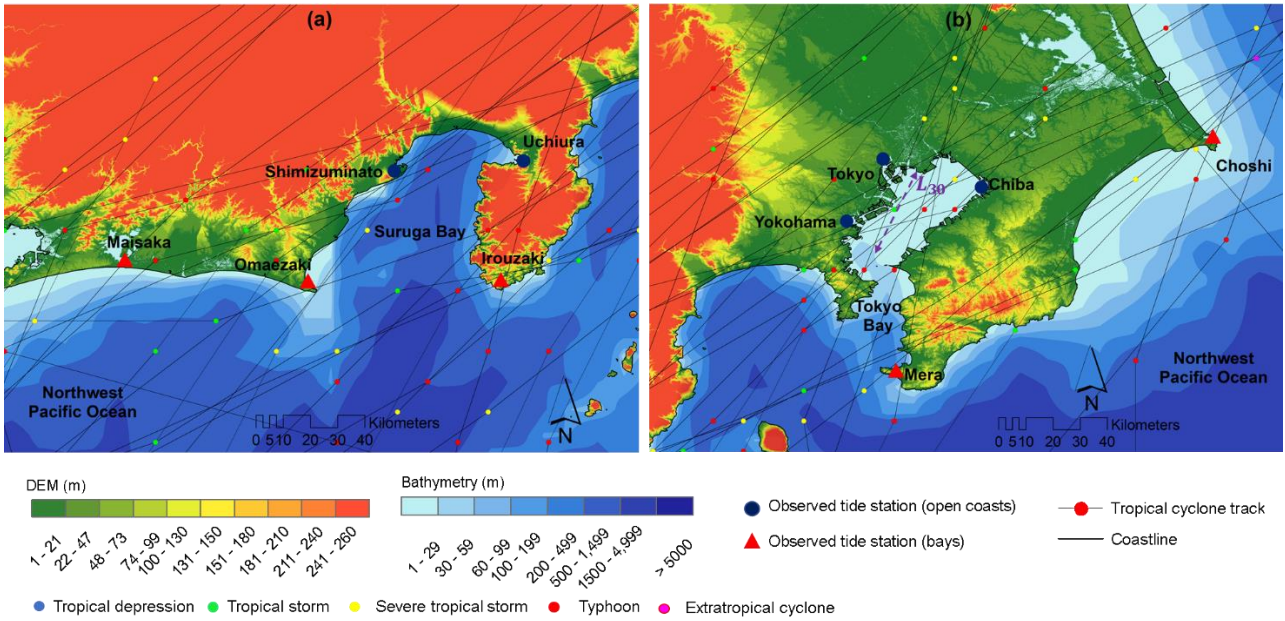 (a)
Uchiura
Shimizuminato
Suruga Bay
Maisaka
Omaezaki
Irouzaki
Northwest
Pacific Ocean
Kilometers
0 5 10 20 30 40
N
(b)
Tokyo
L30
Chiba
Choshi
Yokohama
Tokyo
Bay
Mera
Northwest
Pacific Ocean
Kilometers
0 5 10 20 30 40
N
DEM (m)
1 - 21
22 - 47
48 - 73
74 - 99
100 - 130
131 - 150
151 - 180
181 - 210
211 - 240
241 - 260
Bathymetry (m)
1 - 29
30 - 59
60 - 99
100 - 199
200 - 499
500 - 1,499
1500 - 4,999
> 5000
Observed tide station (open coasts)
Observed tide station (bays)
Tropical cyclone track
Coastline
Tropical depression
Tropical storm
Severe tropical storm
Typhoon
Extratropical cyclone